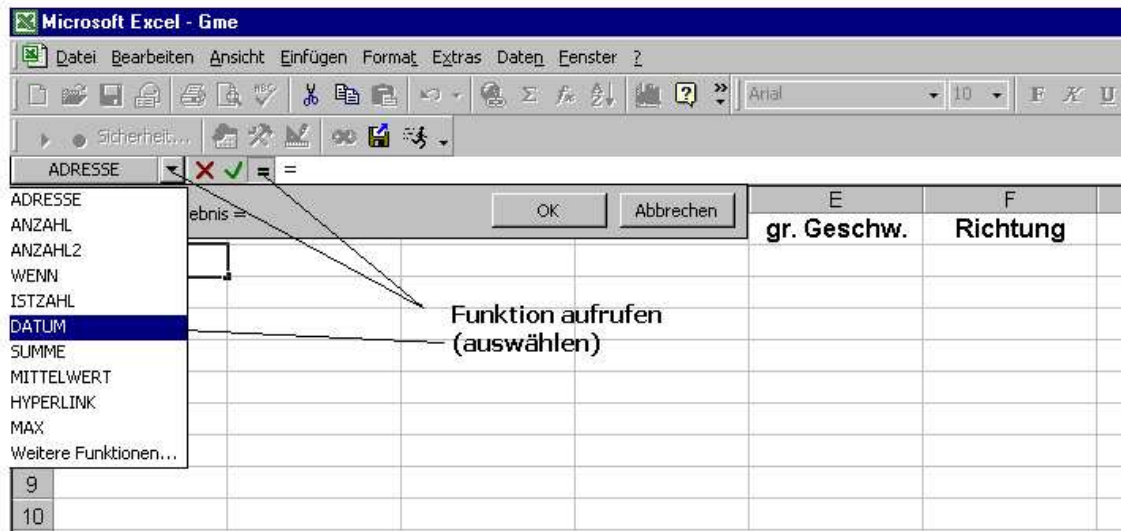 Microsoft Excel - Gme
Datei Bearbeiten Ansicht Einfügen Format Extras Daten Fenster ?
Arial 10 F K U
Sicherheit...
ADRESSE = =
ebnis =
OK Abbrechen
E F
gr. Geschw. Richtung
ADRESSE
ANZAHL
ANZAHL2
WENN
ISTZAHL
DATUM
SUMME
MITTELWERT
HYPERLINK
MAX
Weitere Funktionen...
Funktion aufrufen
(auswählen)
9
10